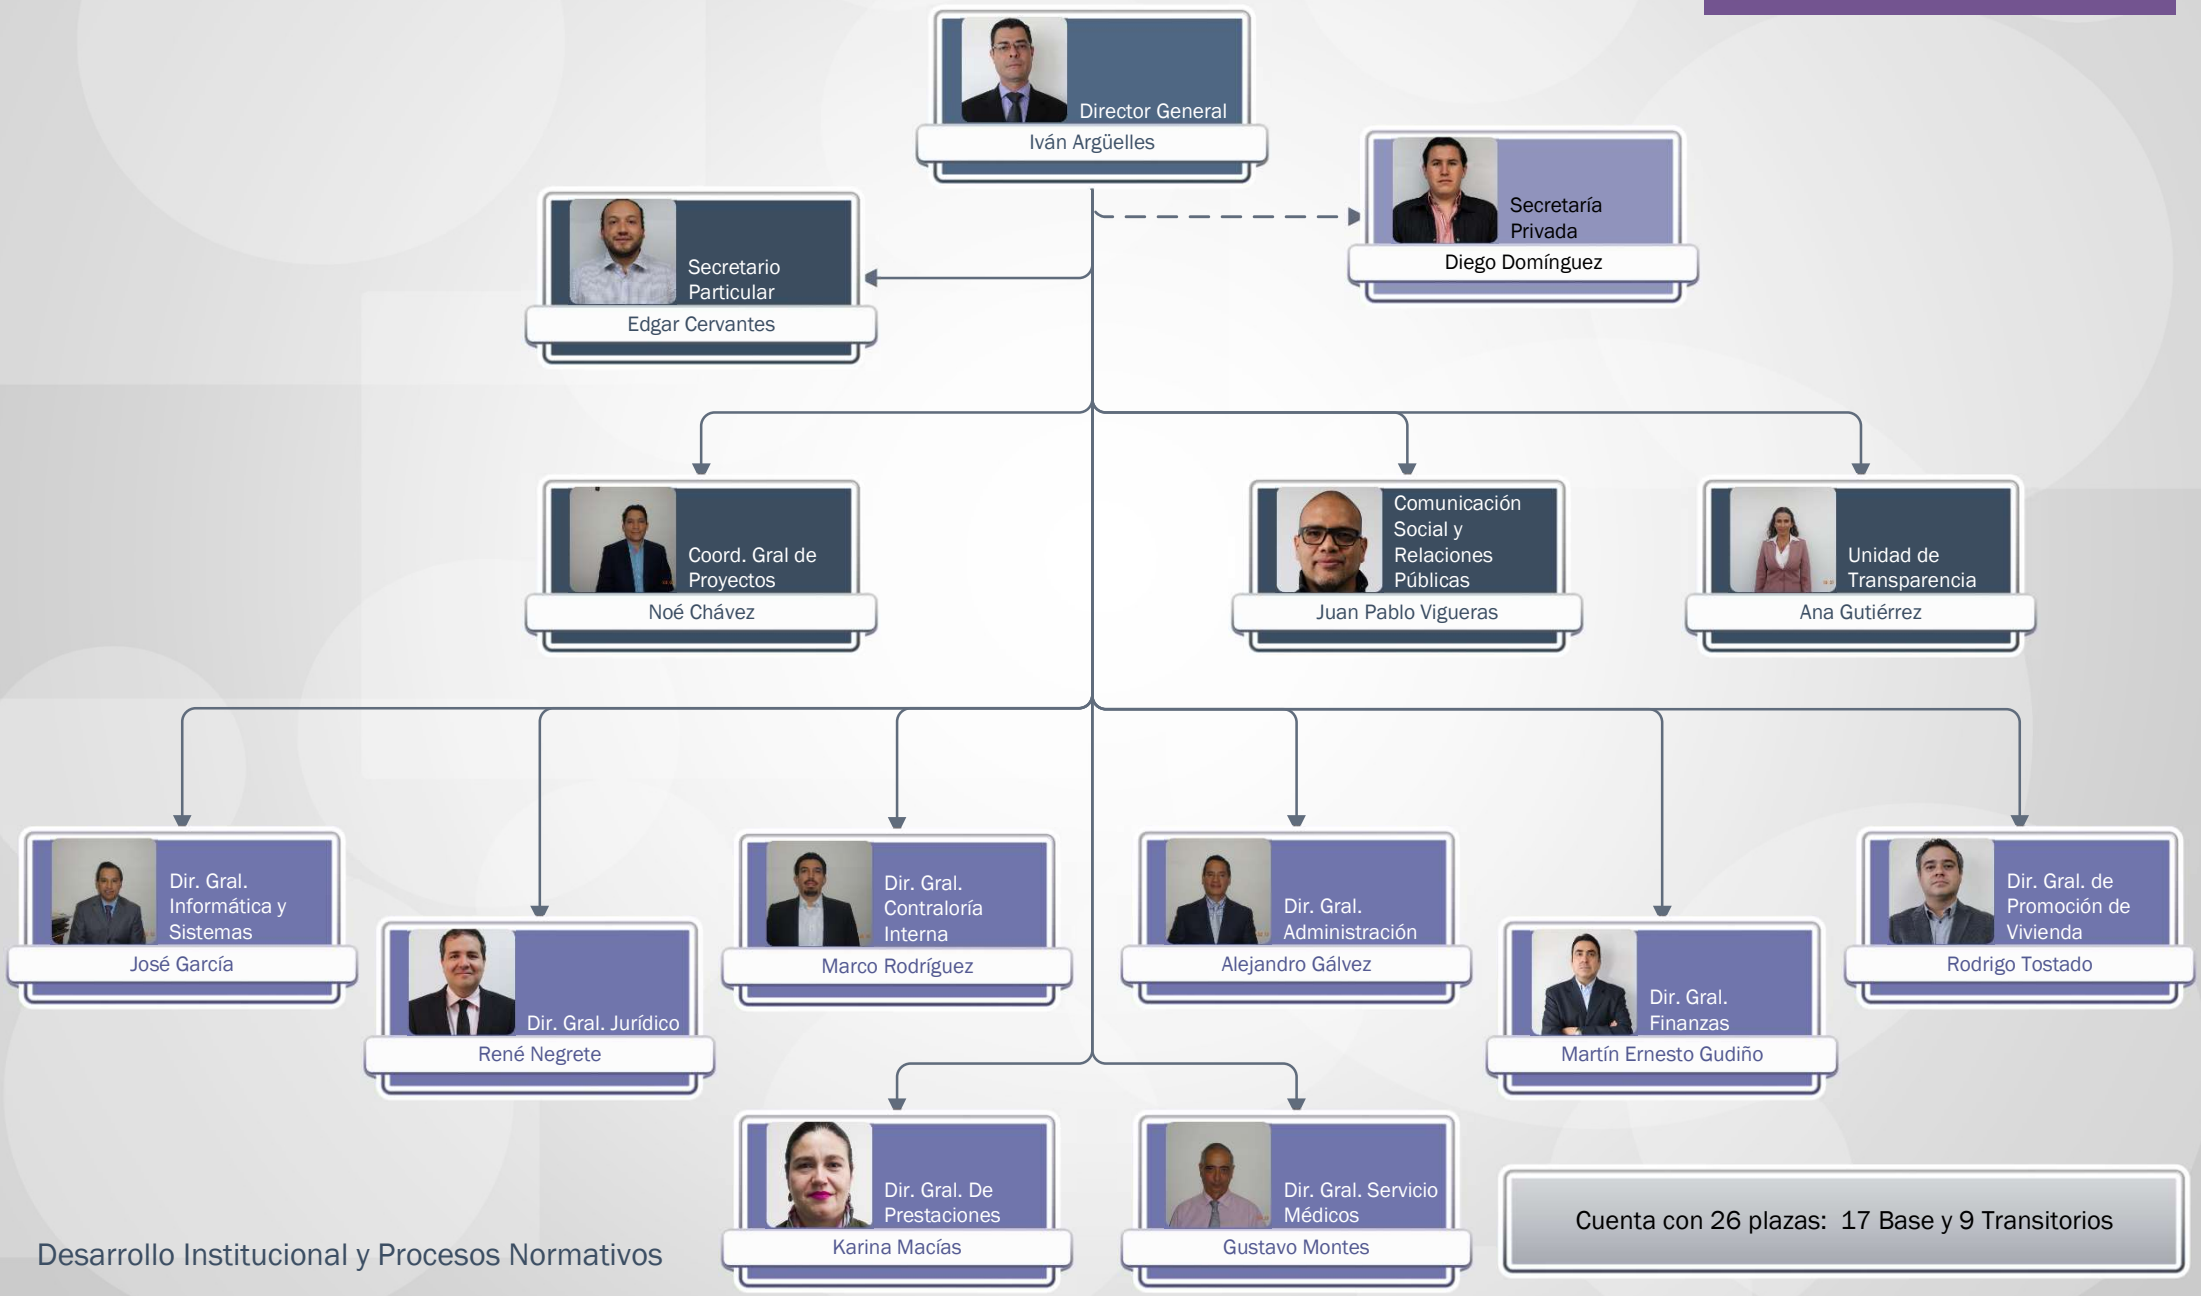 Director General
Iván Argüelles
Secretaría
Privada
Diego Domínguez
Secretario
Particular
Edgar Cervantes
Coord. Gral de
Proyectos
Noé Chávez
Comunicación
Social y
Relaciones
Públicas
Juan Pablo Vigueras
Unidad de
Transparencia
Ana Gutiérrez
Dir. Gral.
Informática y
Sistemas
José García
Dir. Gral. Jurídico
René Negrete
Dir. Gral.
Contraloría
Interna
Marco Rodríguez
Dir. Gral.
Administración
Alejandro Gálvez
Dir. Gral.
Finanzas
Martín Ernesto Gudiño
Dir. Gral. de
Promoción de
Vivienda
Rodrigo Tostado
Dir. Gral. De
Prestaciones
Karina Macías
Dir. Gral. Servicio
Médicos
Gustavo Montes
Cuenta con 26 plazas: 17 Base y 9 Transitorios
Desarrollo Institucional y Procesos Normativos